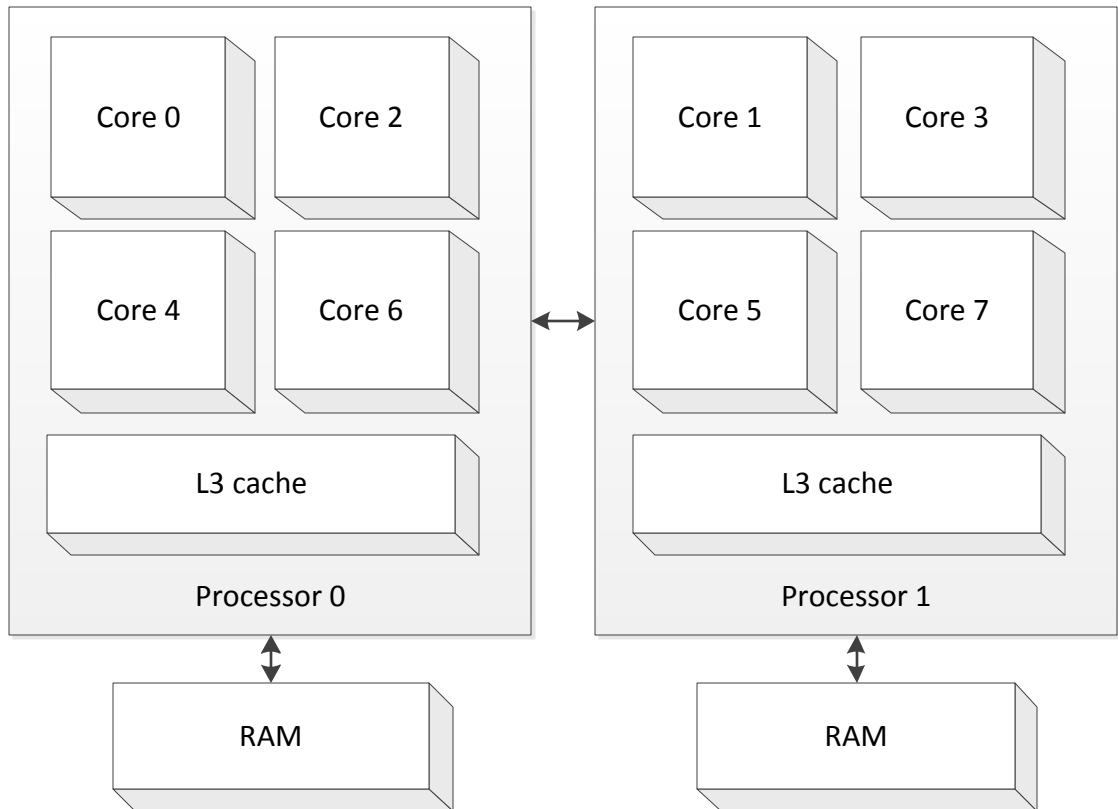 Core 0
Core 2
Core 4
Core 6
L3 cache
Processor 0
RAM
Core 1
Core 3
Core 5
Core 7
L3 cache
Processor 1
RAM